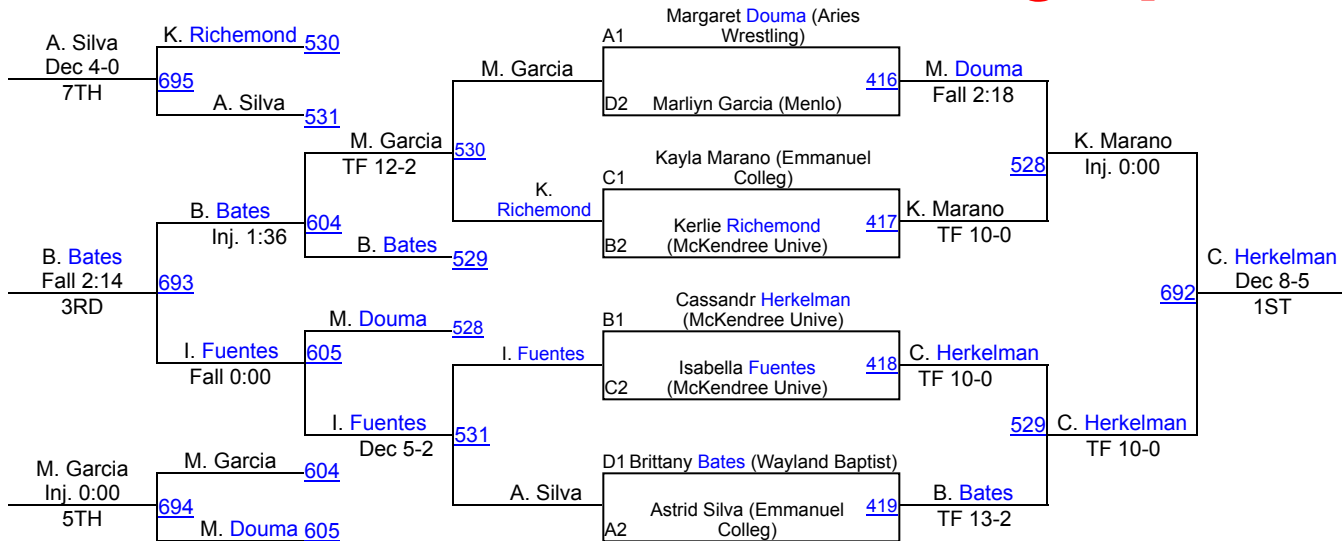 A. Silva
Dec 4-0
7TH
K. Richemond 530
695
A. Silva 531
M. Garcia
TF 12-2
530
M. Garcia
K.
Richemond
B. Bates
Inj. 1:36
604
B. Bates 529
B. Bates
Fall 2:14
3RD
693
I. Fuentes
Fall 0:00
M. Douma 528
605
I. Fuentes
Dec 5-2
531
I. Fuentes
A. Silva
M. Garcia
Inj. 0:00
5TH
M. Garcia 604
694
M. Douma 605
Margaret Douma (Aries
Wrestling)
A1
416
D2 Marliyn Garcia (Menlo)
Kayla Marano (Emmanuel
Colleg)
C1
Kerlie Richemond
(McKendree Unive)
417
B2
Cassandr Herkelman
(McKendree Unive)
B1
Isabella Fuentes
(McKendree Unive)
418
C2
D1 Brittany Bates (Wayland Baptist)
Astrid Silva (Emmanuel
Colleg)
419
A2
M. Douma
Fall 2:18
528
K. Marano
TF 10-0
K. Marano
Inj. 0:00
C. Herkelman
TF 10-0
529
C. Herkelman
TF 10-0
B. Bates
TF 13-2
692
C. Herkelman
Dec 8-5
1ST